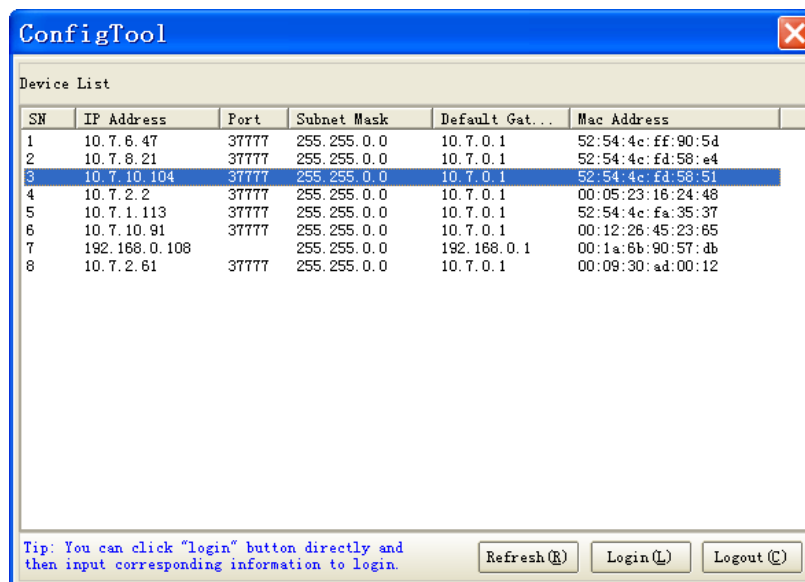 ConfigTool
Device List
SN IP Address Port Subnet Mask Default Gat... Mac Address
1 10.7.6.47 37777 255.255.0.0 10.7.0.1 52:54:4c:ff:90:5d
2 10.7.8.21 37777 255.255.0.0 10.7.0.1 52:54:4c:fd:58:e4
3 10.7.10.104 37777 255.255.0.0 10.7.0.1 52:54:4c:fd:58:51
4 10.7.2.2 37777 255.255.0.0 10.7.0.1 00:05:23:16:24:48
5 10.7.1.113 37777 255.255.0.0 10.7.0.1 52:54:4c:fa:35:37
6 10.7.10.91 37777 255.255.0.0 10.7.0.1 00:12:26:45:23:65
7 192.168.0.108 255.255.0.0 192.168.0.1 00:1a:6b:90:57:db
8 10.7.2.61 37777 255.255.0.0 10.7.0.1 00:09:30:ad:00:12
Tip: You can click "login" button directly and
then input corresponding information to login.
Refresh(R) Login(L) Logout(C)